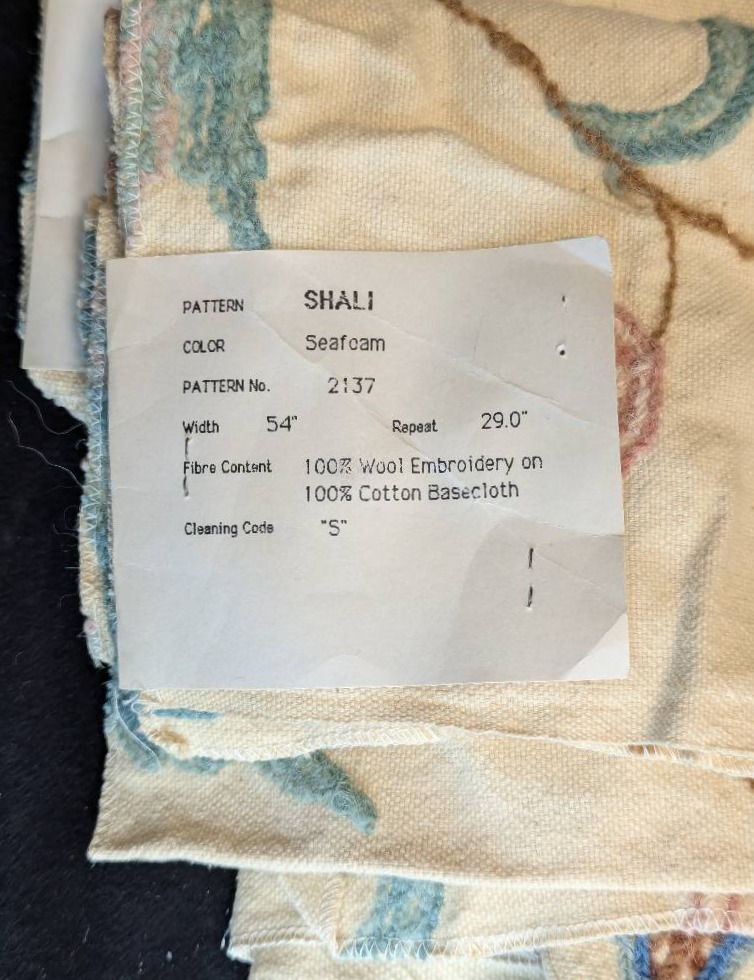 PATTERN SHALI
COLOR Seafoam
PATTERN No. 2137
Width 54" Repeat 29.0"
Fibre Content 100% Wool Embroidery on
100% Cotton Basecloth
Cleaning Code "S"